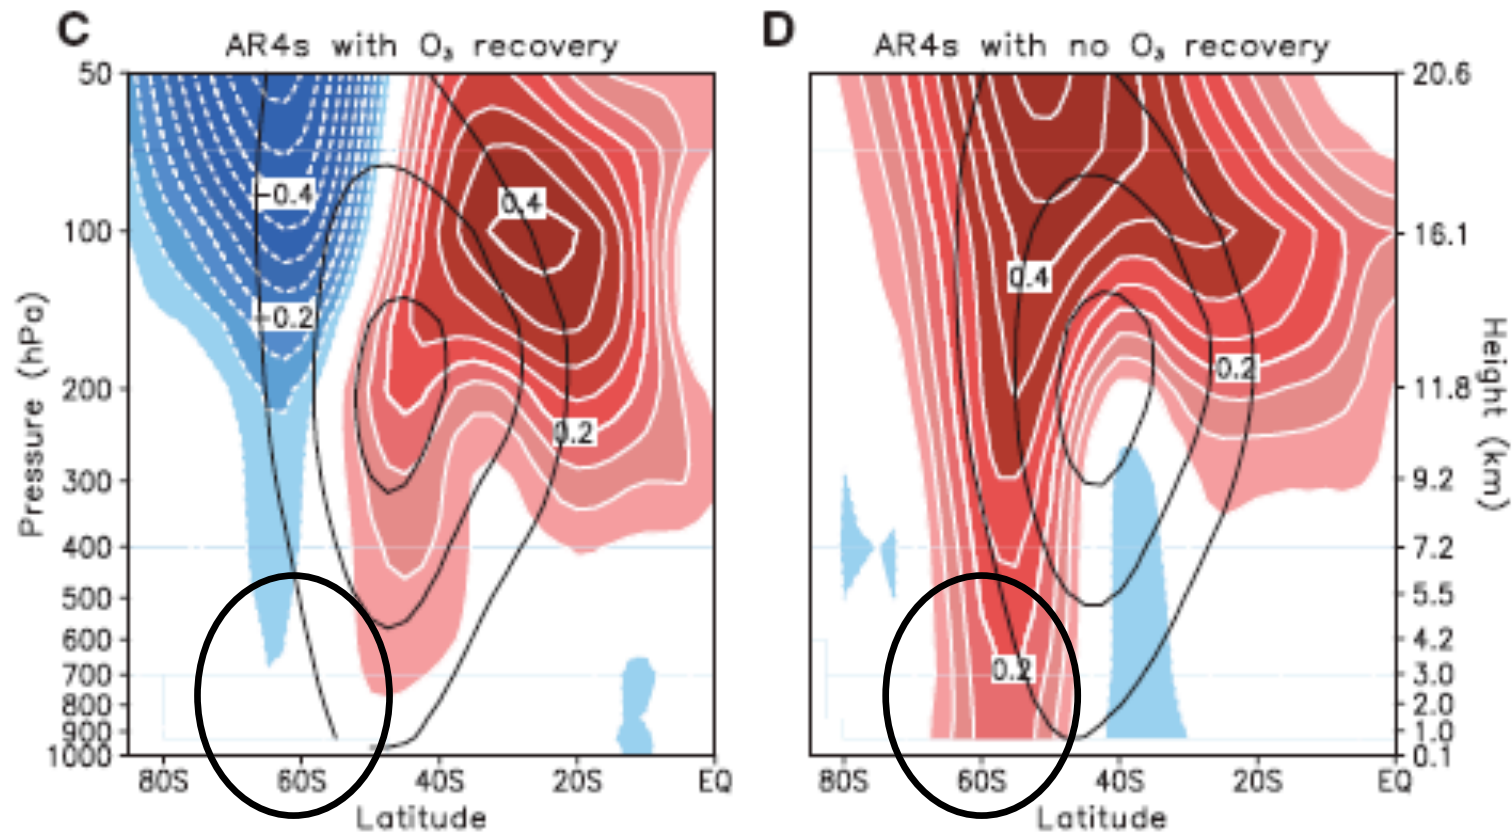 C
AR4s with O₃ recovery
D
AR4s with no O₃ recovery
50
100
200
300
400
500
600
700
800
900
1000
Pressure (hPa)
-0.4
-0.2
0.4
0.2
80S
60S
40S
20S
EQ
Latitude
0.4
0.2
0.2
20.6
16.1
11.8
9.2
7.2
5.5
4.2
3.0
2.0
1.0
0.1
Height (km)
80S
60S
40S
20S
EQ
Latitude